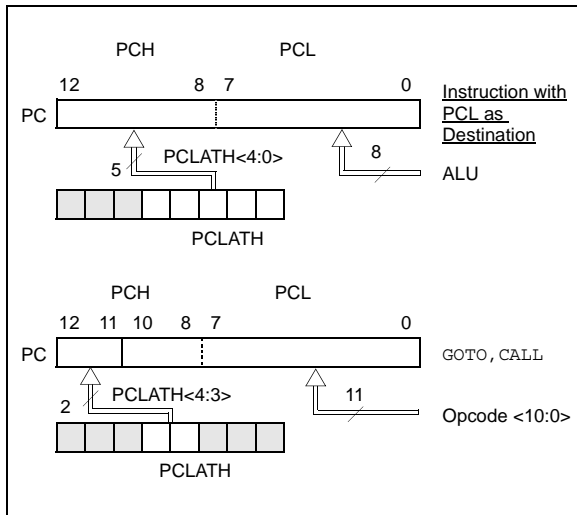 PCH PCL
12 8 7 0
PC
Instruction with
PCL as
Destination
5 PCLATH<4:0> 8
ALU
PCLATH
PCH PCL
12 11 10 8 7 0
PC GOTO,CALL
2 PCLATH<4:3> 11
Opcode <10:0>
PCLATH